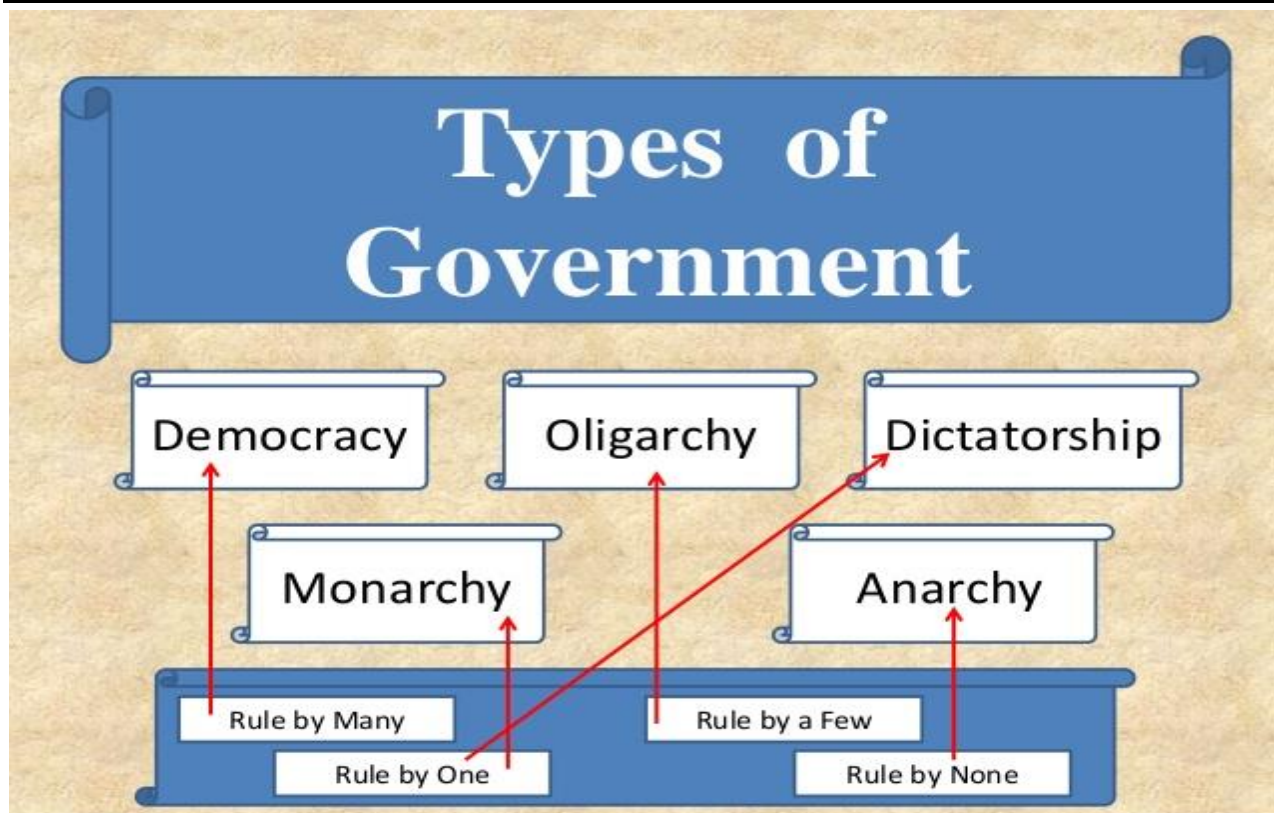 Types of
Government
Democracy
Oligarchy
Dictatorship
Monarchy
Anarchy
Rule by Many
Rule by a Few
Rule by One
Rule by None